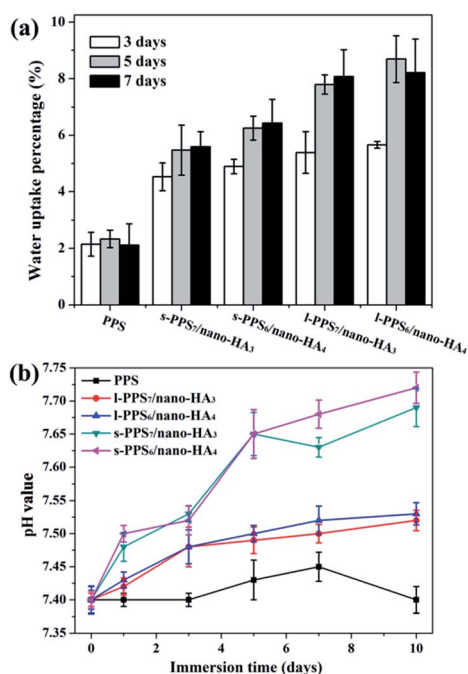 (a)
10
8
6
4
2
0
Water uptake percentage (%)
3 days
5 days
7 days
PPS
s-PPS₇/nano-HA₃
s-PPS₆/nano-HA₄
l-PPS₇/nano-HA₃
l-PPS₆/nano-HA₄
(b)
7.75
7.70
7.65
7.60
7.55
7.50
7.45
7.40
7.35
pH value
PPS
l-PPS₇/nano-HA₃
l-PPS₆/nano-HA₄
s-PPS₇/nano-HA₃
s-PPS₆/nano-HA₄
0 2 4 6 8 10
Immersion time (days)